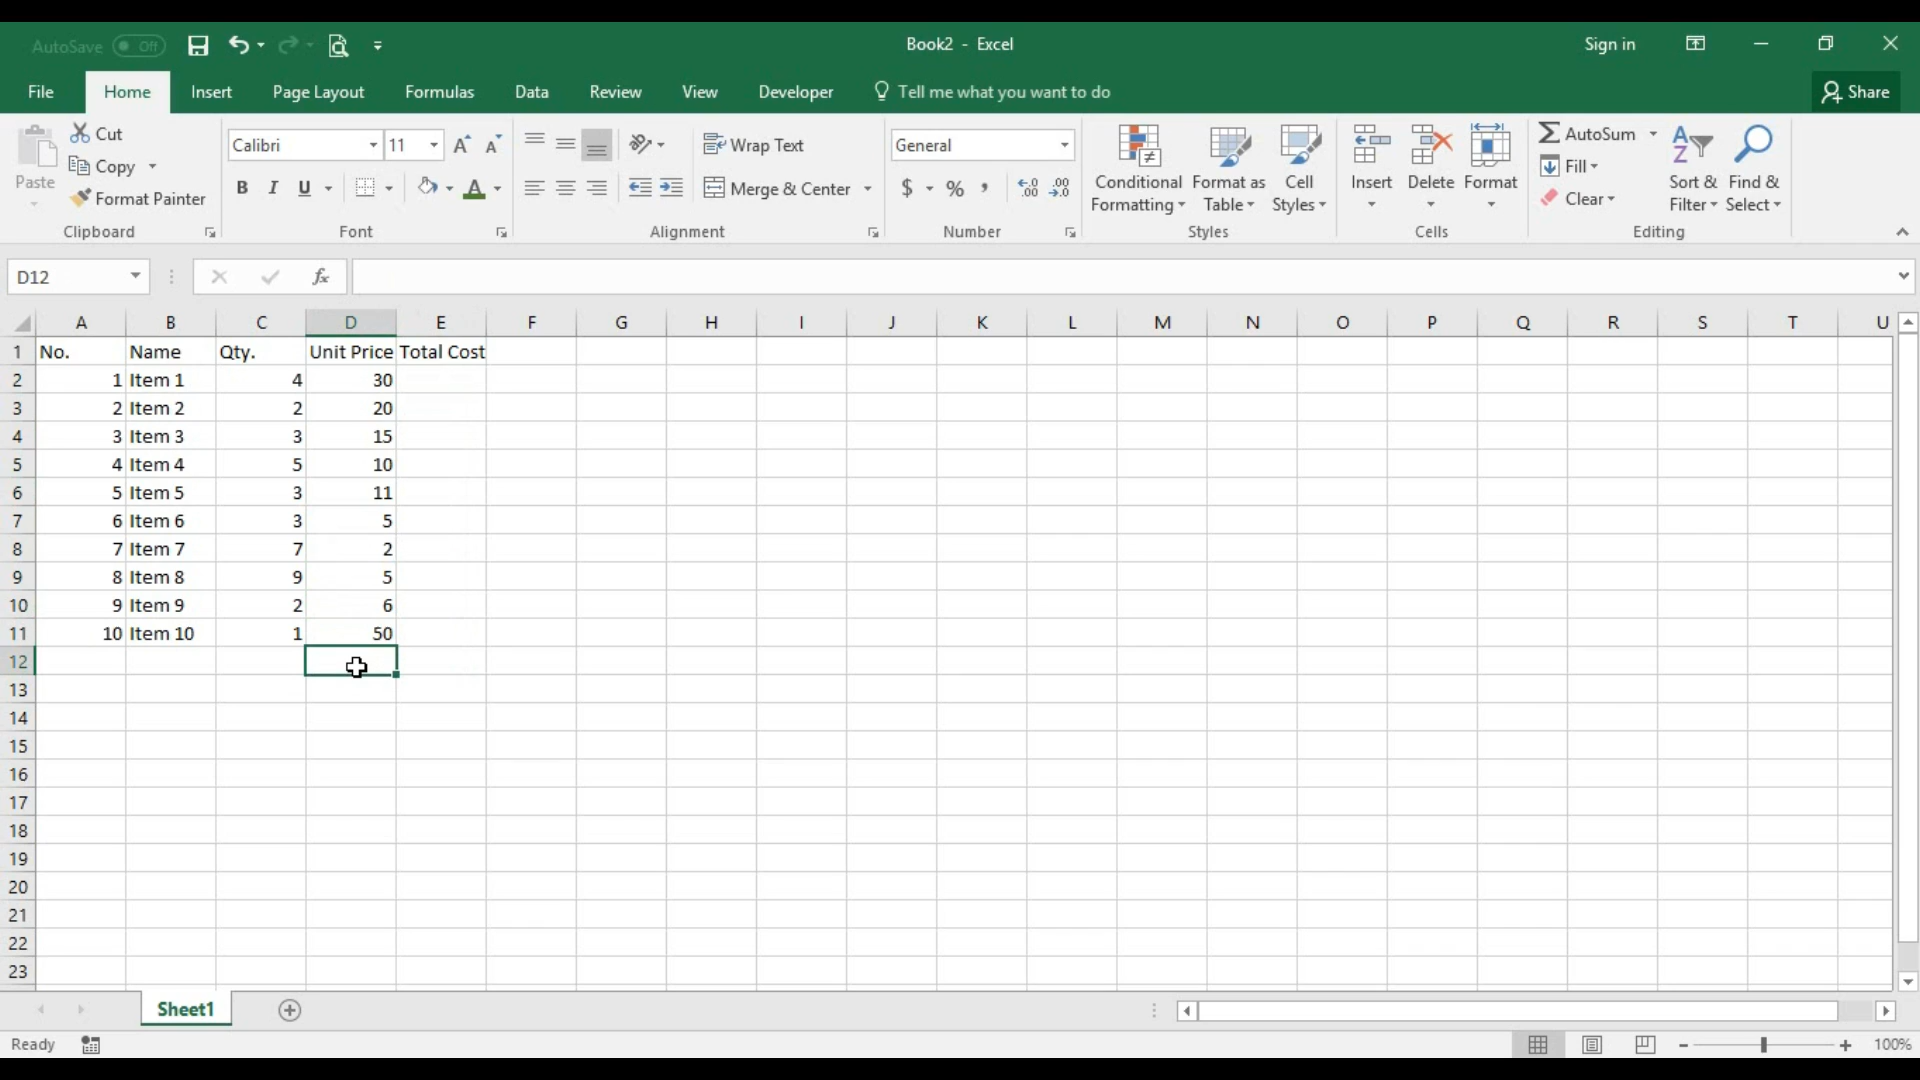 AutoSave Off Book2 - Excel Sign in
File Home Insert Page Layout Formulas Data Review View Developer Tell me what you want to do Share
Paste Cut Copy Format Painter Clipboard
Calibri 11 A A B I U A Font
Wrap Text Merge & Center Alignment
General $ % , .00 .0 Number
Conditional Formatting Format as Table Cell Styles Styles
Insert Delete Format Cells
AutoSum Fill Clear Sort & Filter Find & Select Editing
D12 fx
A B C D E F G H I J K L M N O P Q R S T U
1 No. Name Qty. Unit Price Total Cost
2 1 Item 1 4 30
3 2 Item 2 2 20
4 3 Item 3 3 15
5 4 Item 4 5 10
6 5 Item 5 3 11
7 6 Item 6 3 5
8 7 Item 7 7 2
9 8 Item 8 9 5
10 9 Item 9 2 6
11 10 Item 10 1 50
12
13
14
15
16
17
18
19
20
21
22
23
Sheet1
Ready 100%